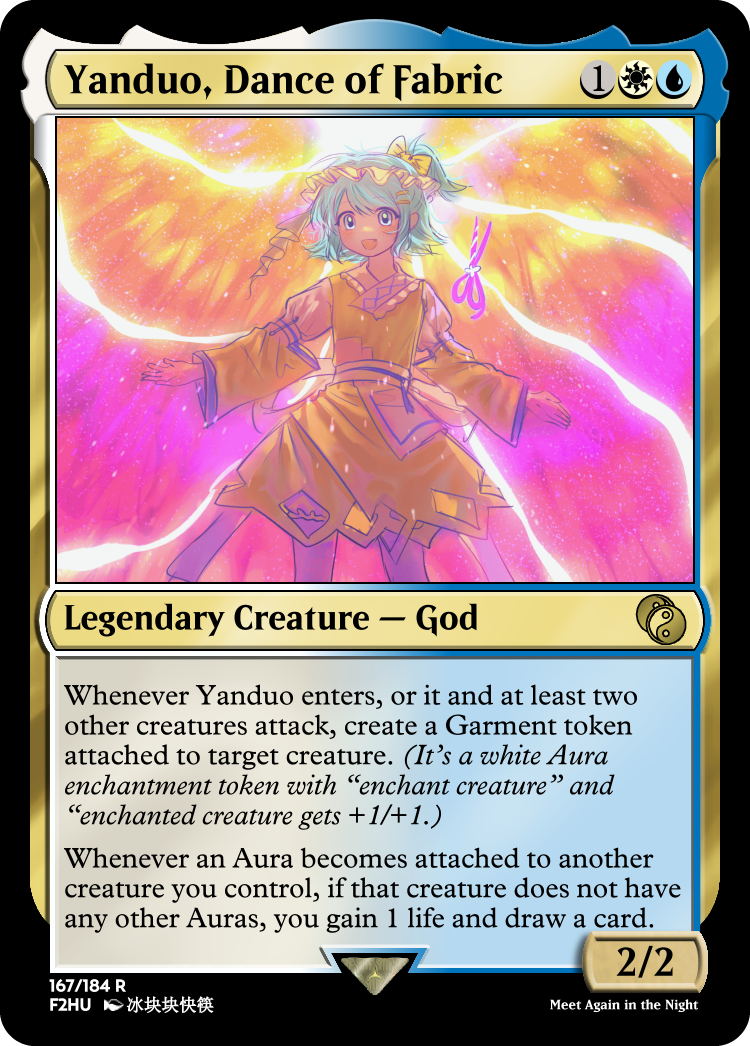 Yanduo, Dance of Fabric 1
Legendary Creature — God
Whenever Yanduo enters, or it and at least two
other creatures attack, create a Garment token
attached to target creature. (It's a white Aura
enchantment token with “enchant creature” and
“enchanted creature gets +1/+1.)
Whenever an Aura becomes attached to another
creature you control, if that creature does not have
any other Auras, you gain 1 life and draw a card.
2/2
167/184 R
F2HU 冰块块快筷
Meet Again in the Night